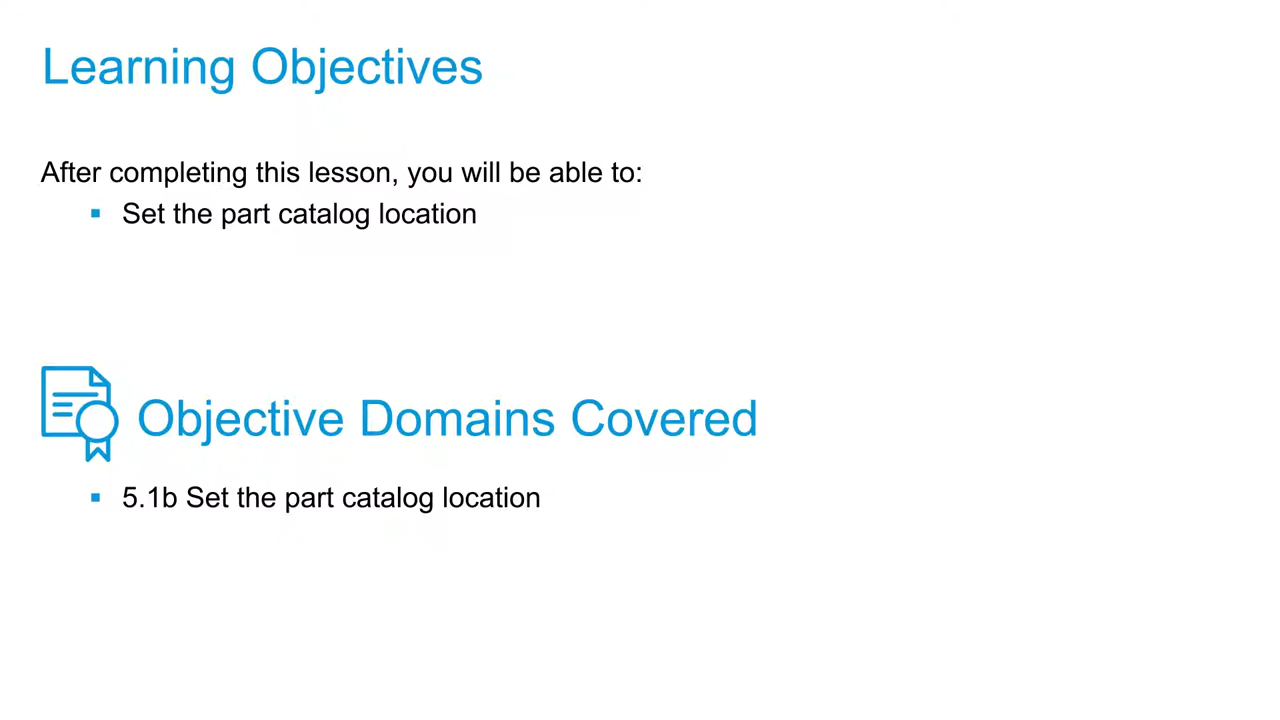 Learning Objectives
After completing this lesson, you will be able to:
▪ Set the part catalog location
Objective Domains Covered
▪ 5.1b Set the part catalog location